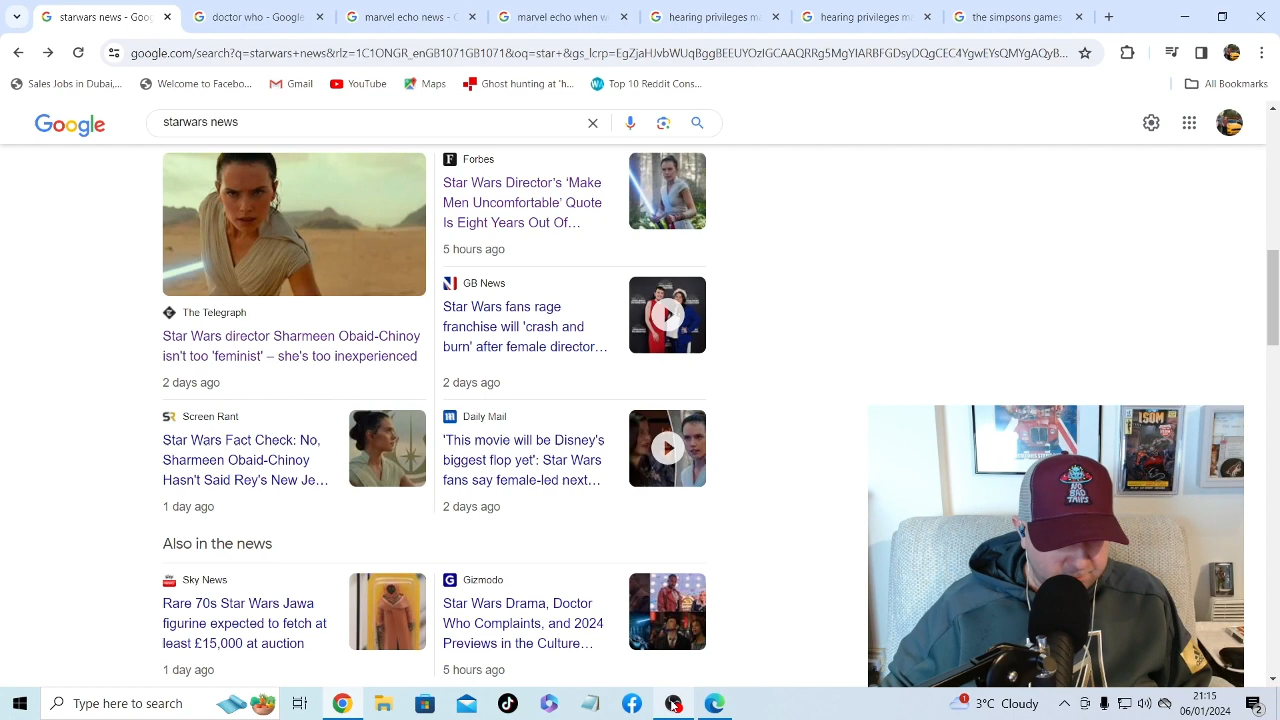 starwars news - Goo
doctor who news - G
marvel echo news - G
marvel echo when w
hearing privileges ma
hearing privileges ma
the simpsons games
google.com/search?q=starwars+news&rlz=1C1ONGR_enGB1071GB1071&oq=star+&gs_lcrp=
Sales Jobs in Dubai,...
Welcome to Facebo...
Gmail
YouTube
Maps
Ghost hunting at 'h...
Top 10 Reddit Cons...
All Bookmarks
Google
starwars news
The Telegraph
Star Wars director Sharmeen Obaid-Chinoy
isn't too 'feminist' – she's too inexperienced
2 days ago
Forbes
Star Wars Director's 'Make
Men Uncomfortable' Quote
Is Eight Years Out Of...
5 hours ago
GB News
Star Wars fans rage
franchise will 'crash and
burn' after female director...
2 days ago
Screen Rant
Star Wars Fact Check: No,
Sharmeen Obaid-Chinoy
Hasn't Said Rey's New Je...
1 day ago
Daily Mail
'This movie will be Disney's
biggest flop yet': Star Wars
fans say female-led next...
2 days ago
Also in the news
Sky News
Rare 70s Star Wars Jawa
figurine expected to fetch at
least £15,000 at auction
1 day ago
Gizmodo
Star Wars Drama, Doctor
Who Complaints, and 2024
Previews in the Culture...
5 hours ago
ISOM
BAD
TASTE
Type here to search
3°C Cloudy
21:15
06/01/2024